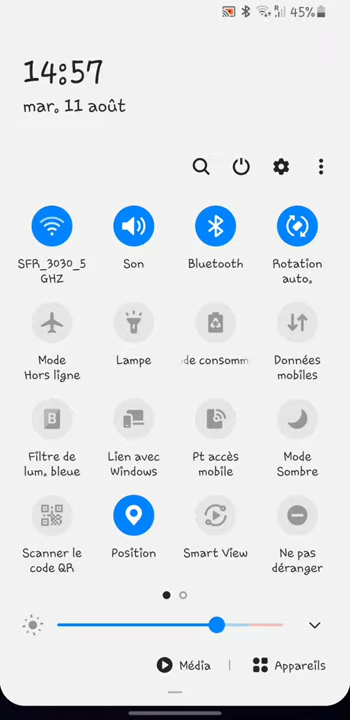 R 45%
14:57
mar. 11 août
SFR_3030_5
GHZ
Son
Bluetooth
Rotation
auto.
Mode
Hors ligne
Lampe
de consomm
Données
mobiles
B
Filtre de
lum. bleue
Lien avec
Windows
Pt accès
mobile
Mode
Sombre
Scanner le
code QR
Position
Smart View
Ne pas
déranger
Média | Appareils